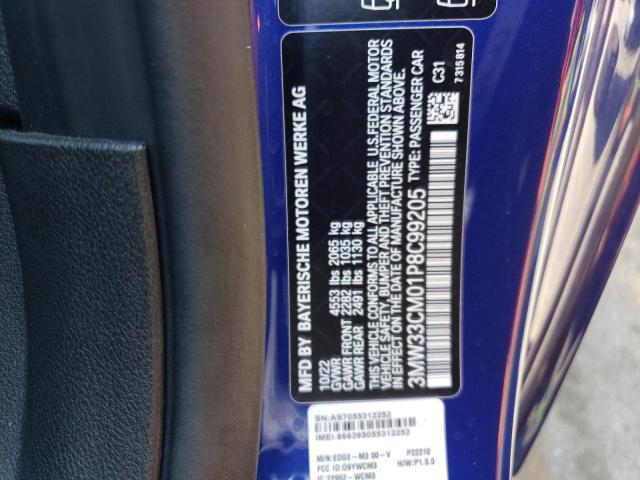 MFD BY BAYERISCHE MOTOREN WERKE AG
10/22
GVWR 4553 lbs 2065 kg
GAWR FRONT 2282 lbs 1035 kg
GAWR REAR 2491 lbs 1130 kg
THIS VEHICLE CONFORMS TO ALL APPLICABLE U.S. FEDERAL MOTOR
VEHICLE SAFETY, BUMPER AND THEFT PREVENTION STANDARDS
IN EFFECT ON THE DATE OF MANUFACTURE SHOWN ABOVE.
3MW33CM01P8C99205 TYPE: PASSENGER CAR
C31
7315814
SN:AS7055312252
IMEI:866265055312252
M/N:EDGE-M3 00-V P22210
FCC ID:O9YWCM3 H/W:P1.0.0
IC:22952-WCM3